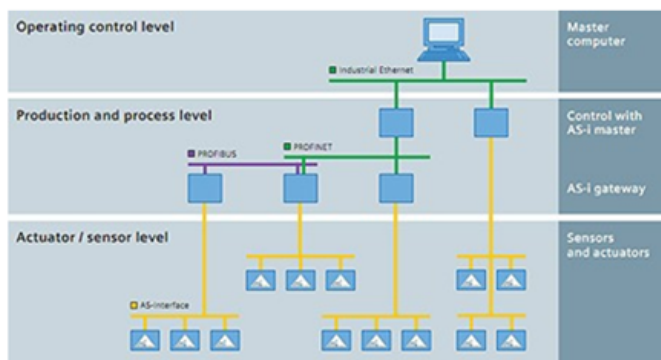 Operating control level
Master
computer
Industrial Ethernet
Production and process level
Control with
AS-i master
PROFINET
PROFIBUS
AS-i gateway
Actuator / sensor level
Sensors
and actuators
AS-Interface